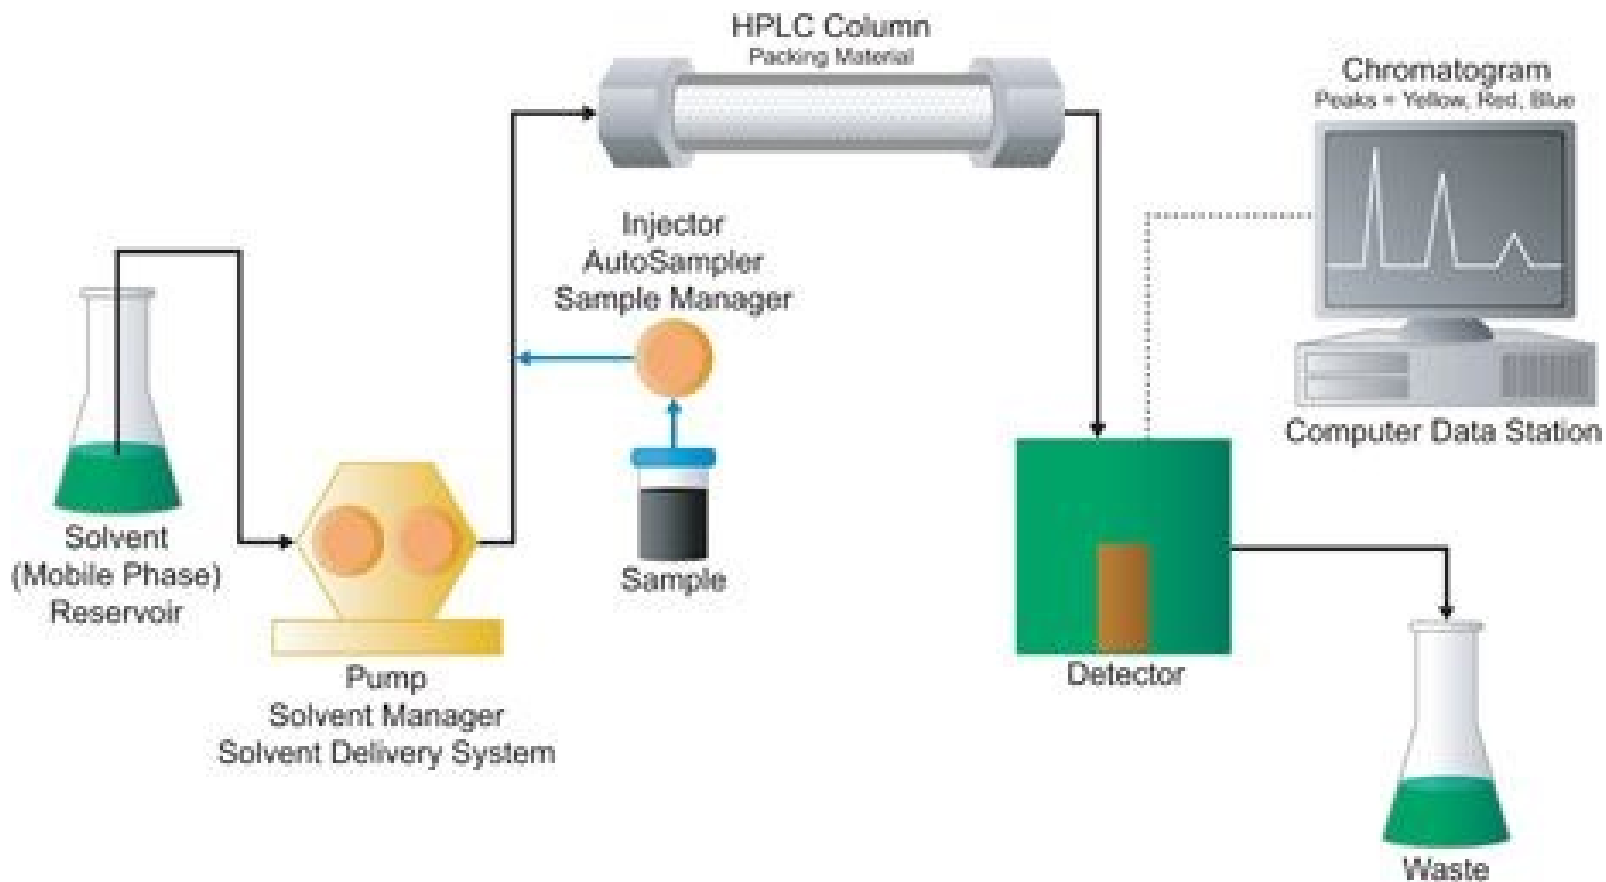 HPLC Column
Packing Material
Chromatogram
Peaks = Yellow, Red, Blue
Injector
AutoSampler
Sample Manager
Computer Data Station
Solvent
(Mobile Phase)
Reservoir
Sample
Detector
Pump
Solvent Manager
Solvent Delivery System
Waste